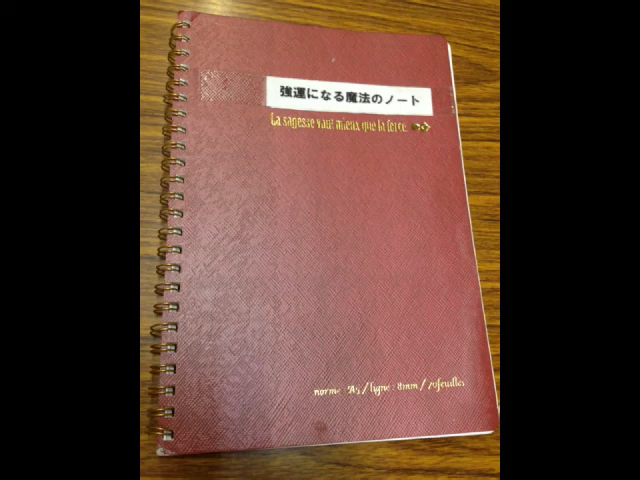 強運になる魔法のノート
La sagesse vaut mieux que la force.
norme : A5 / ligne : 8mm / 70feuilles